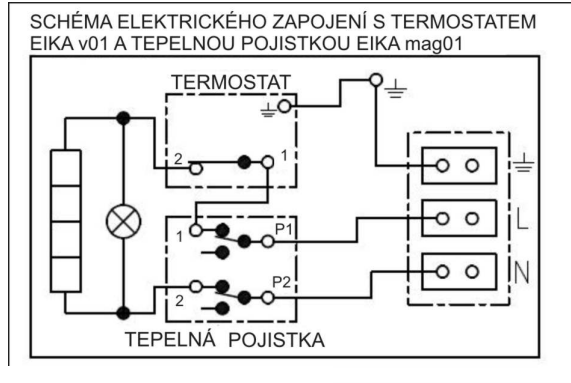 SCHÉMA ELEKTRICKÉHO ZAPOJENÍ S TERMOSTATEM
EIKA v01 A TEPELNOU POJISTKOU EIKA mag01
TERMOSTAT
2
1
1
P1
L
2
P2
N
TEPELNÁ POJISTKA